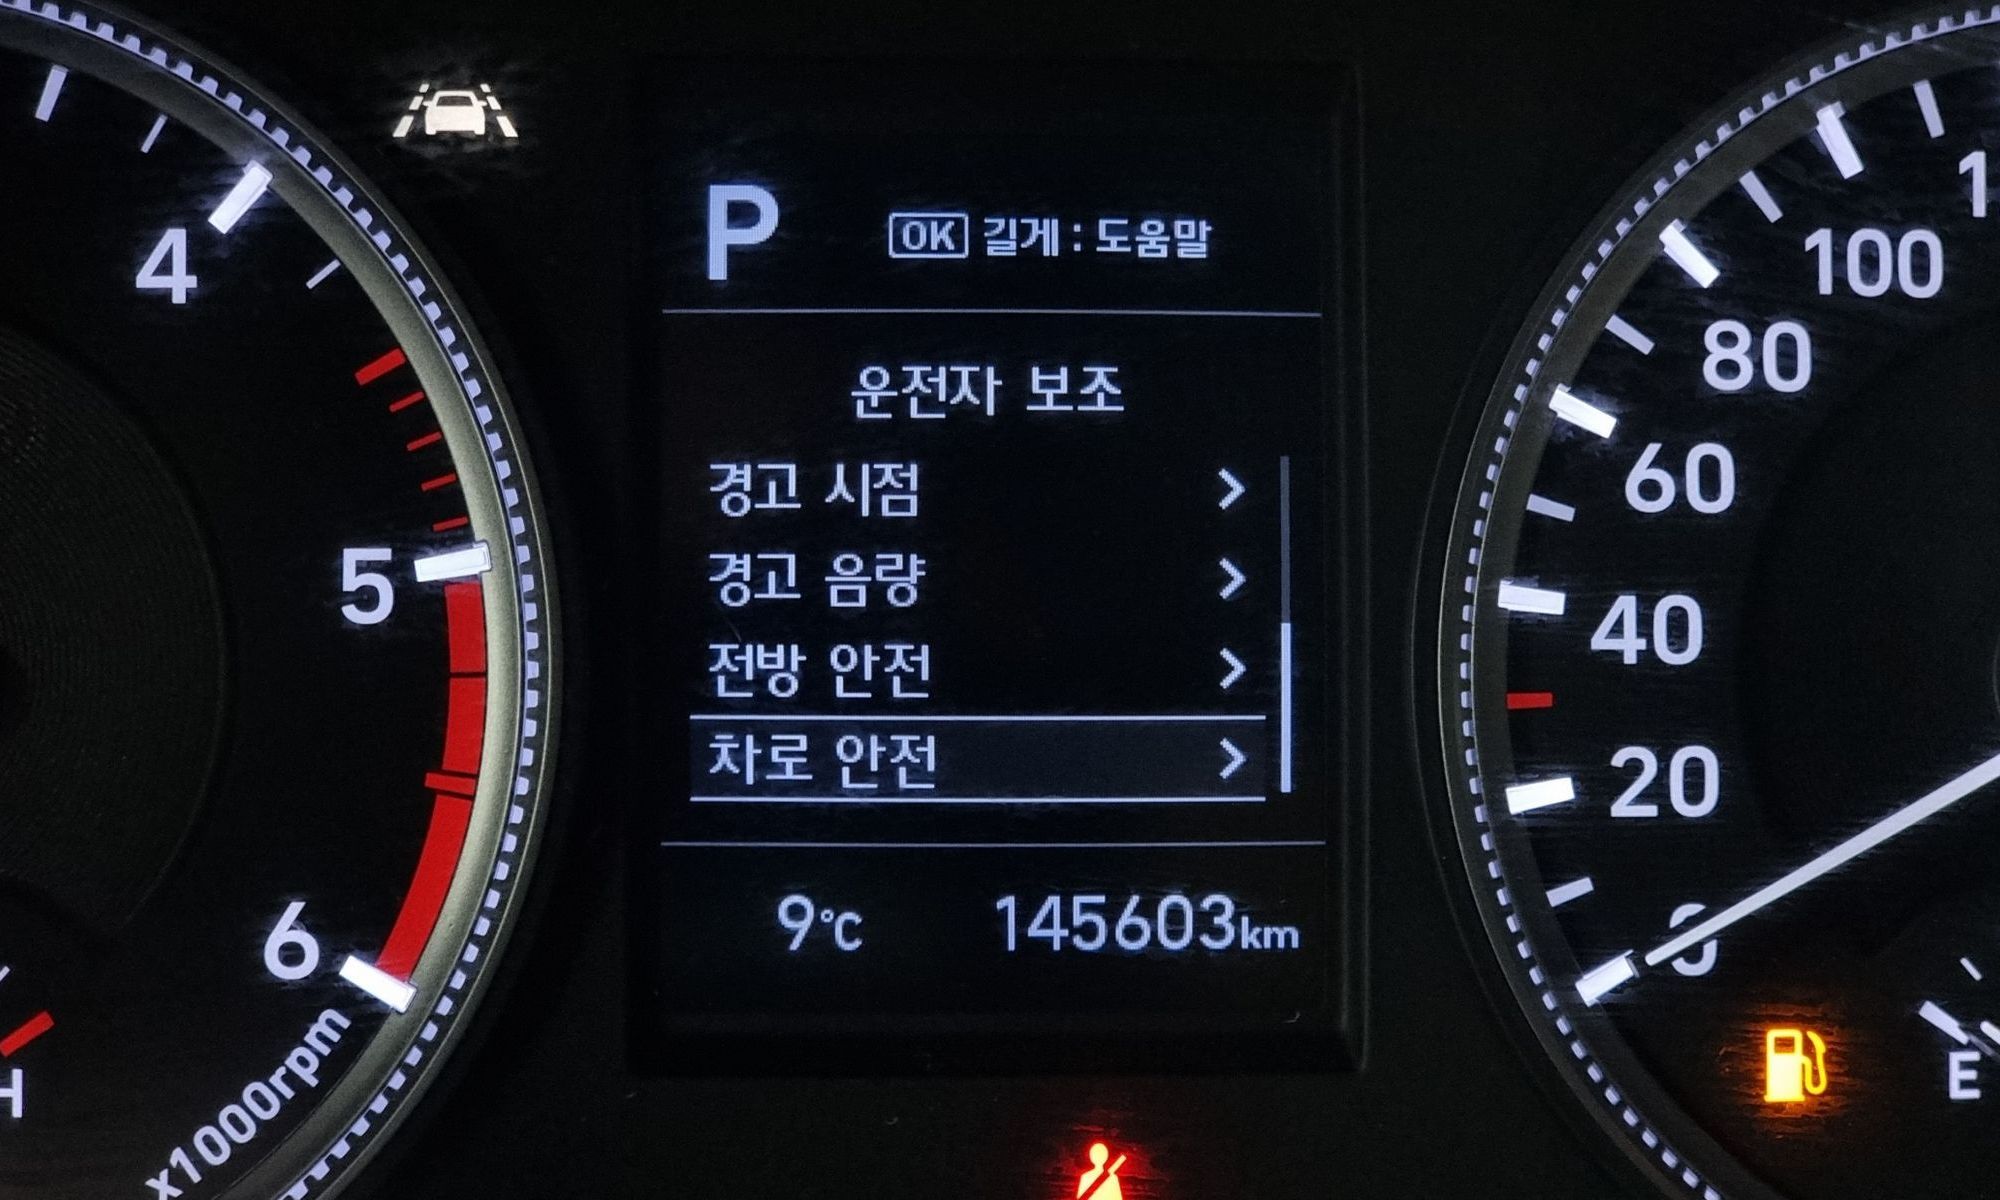 4
5
6
x1000rpm
H
P
OK 길게 : 도움말
운전자 보조
경고 시점
경고 음량
전방 안전
차로 안전
9°C
145603km
100
80
60
40
20
0
E